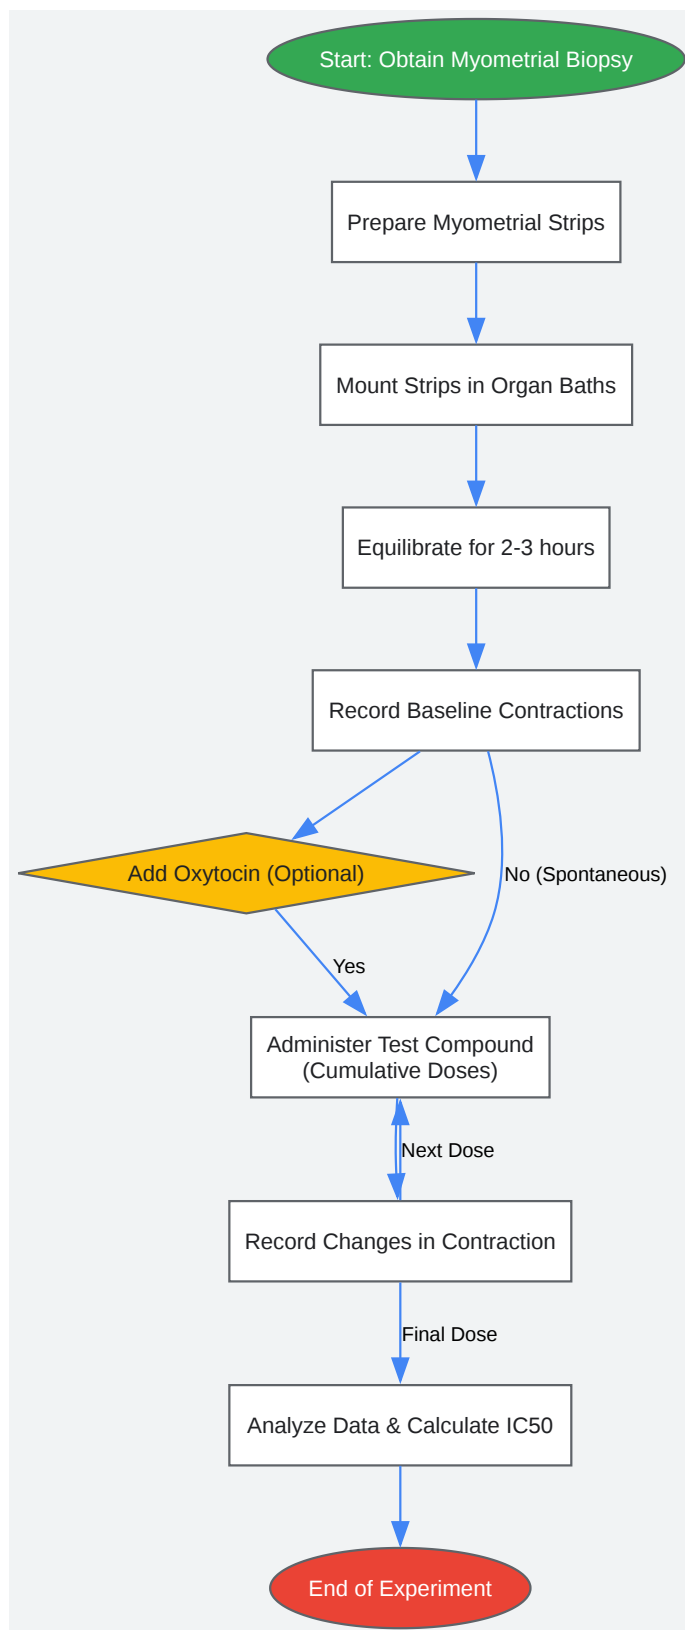 Start: Obtain Myometrial Biopsy
Prepare Myometrial Strips
Mount Strips in Organ Baths
Equilibrate for 2-3 hours
Record Baseline Contractions
Add Oxytocin (Optional)
No (Spontaneous)
Yes
Administer Test Compound
(Cumulative Doses)
Next Dose
Record Changes in Contraction
Final Dose
Analyze Data & Calculate IC50
End of Experiment